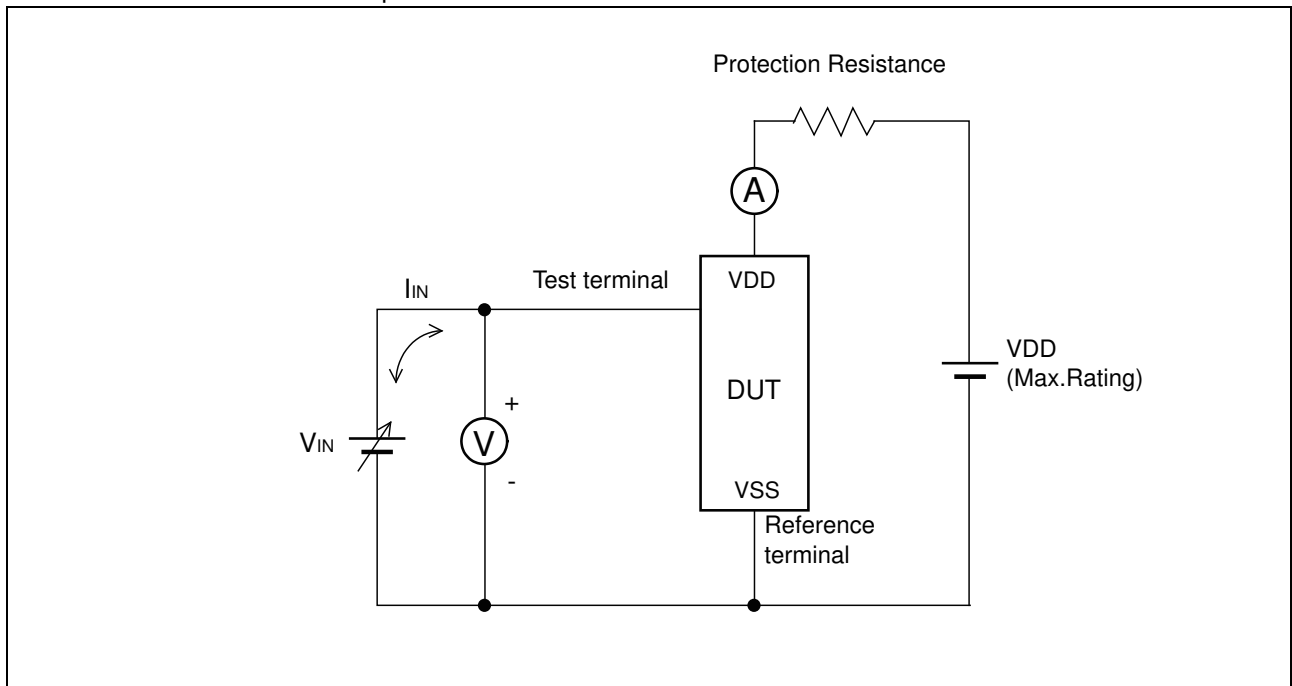 Protection Resistance
A
Test terminal
VDD
IIN
VDD
(Max.Rating)
DUT
+
VIN
V
-
VSS
Reference
terminal